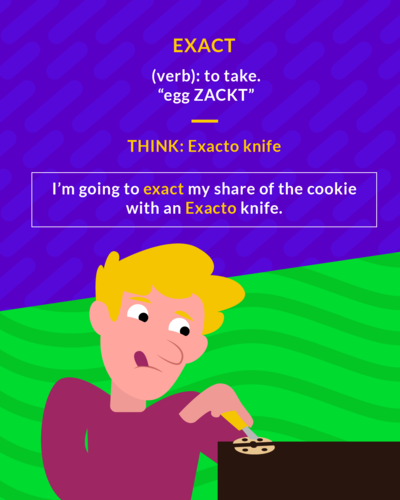 EXACT
(verb): to take.
“egg ZACKT”
THINK: Exacto knife
I’m going to exact my share of the cookie
with an Exacto knife.